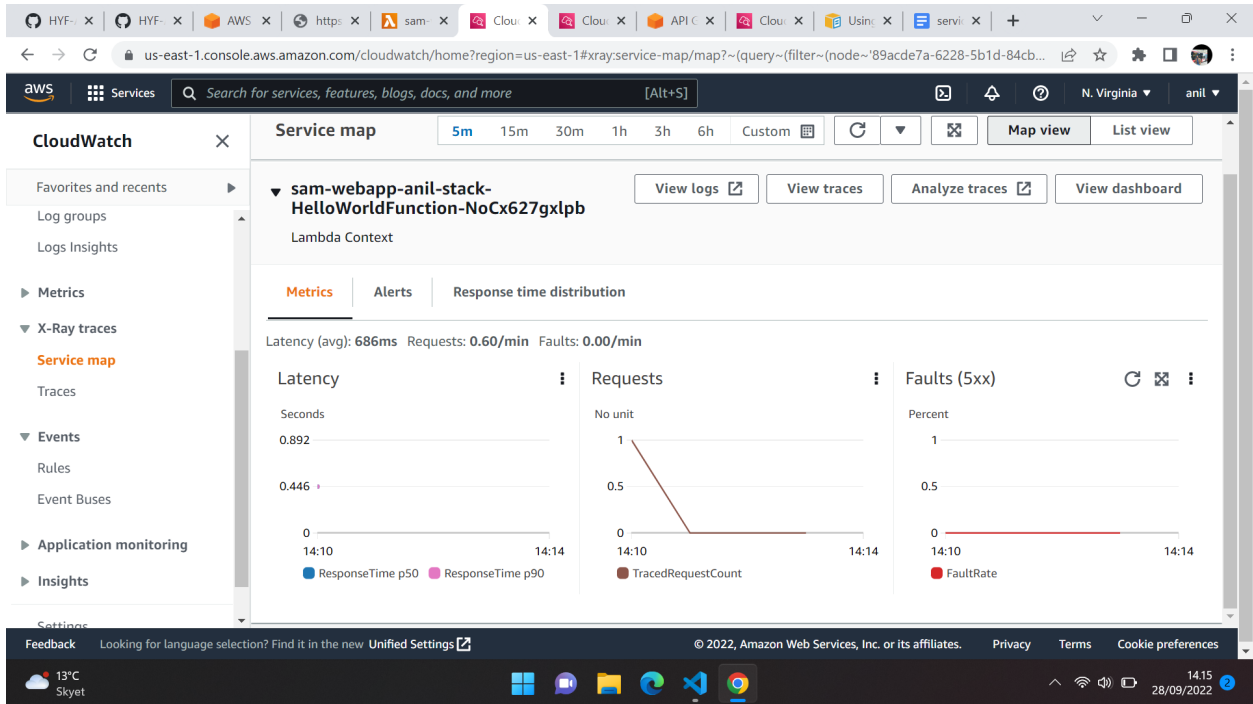 HYF-
HYF-
AWS
https
sam-
Clou
Clou
API G
Clou
Using
servi
us-east-1.console.aws.amazon.com/cloudwatch/home?region=us-east-1#xray:service-map/map?~(query~(filter~(node~'89acde7a-6228-5b1d-84cb...
aws
Services
Search for services, features, blogs, docs, and more
[Alt+S]
N. Virginia ▼
anil ▼
CloudWatch
Favorites and recents
Log groups
Logs Insights
Metrics
X-Ray traces
Service map
Traces
Events
Rules
Event Buses
Application monitoring
Insights
Settings
Service map
5m 15m 30m 1h 3h 6h Custom
Map view
List view
sam-webapp-anil-stack-
HelloWorldFunction-NoCx627gxlpb
Lambda Context
View logs
View traces
Analyze traces
View dashboard
Metrics
Alerts
Response time distribution
Latency (avg): 686ms Requests: 0.60/min Faults: 0.00/min
Latency
Seconds
0.892
0.446
0
14:10 14:14
ResponseTime p50 ResponseTime p90
Requests
No unit
1
0.5
0
14:10 14:14
TracedRequestCount
Faults (5xx)
Percent
1
0.5
0
14:10 14:14
FaultRate
Feedback
Looking for language selection? Find it in the new Unified Settings
© 2022, Amazon Web Services, Inc. or its affiliates.
Privacy
Terms
Cookie preferences
13°C
Skyet
14.15
28/09/2022
2